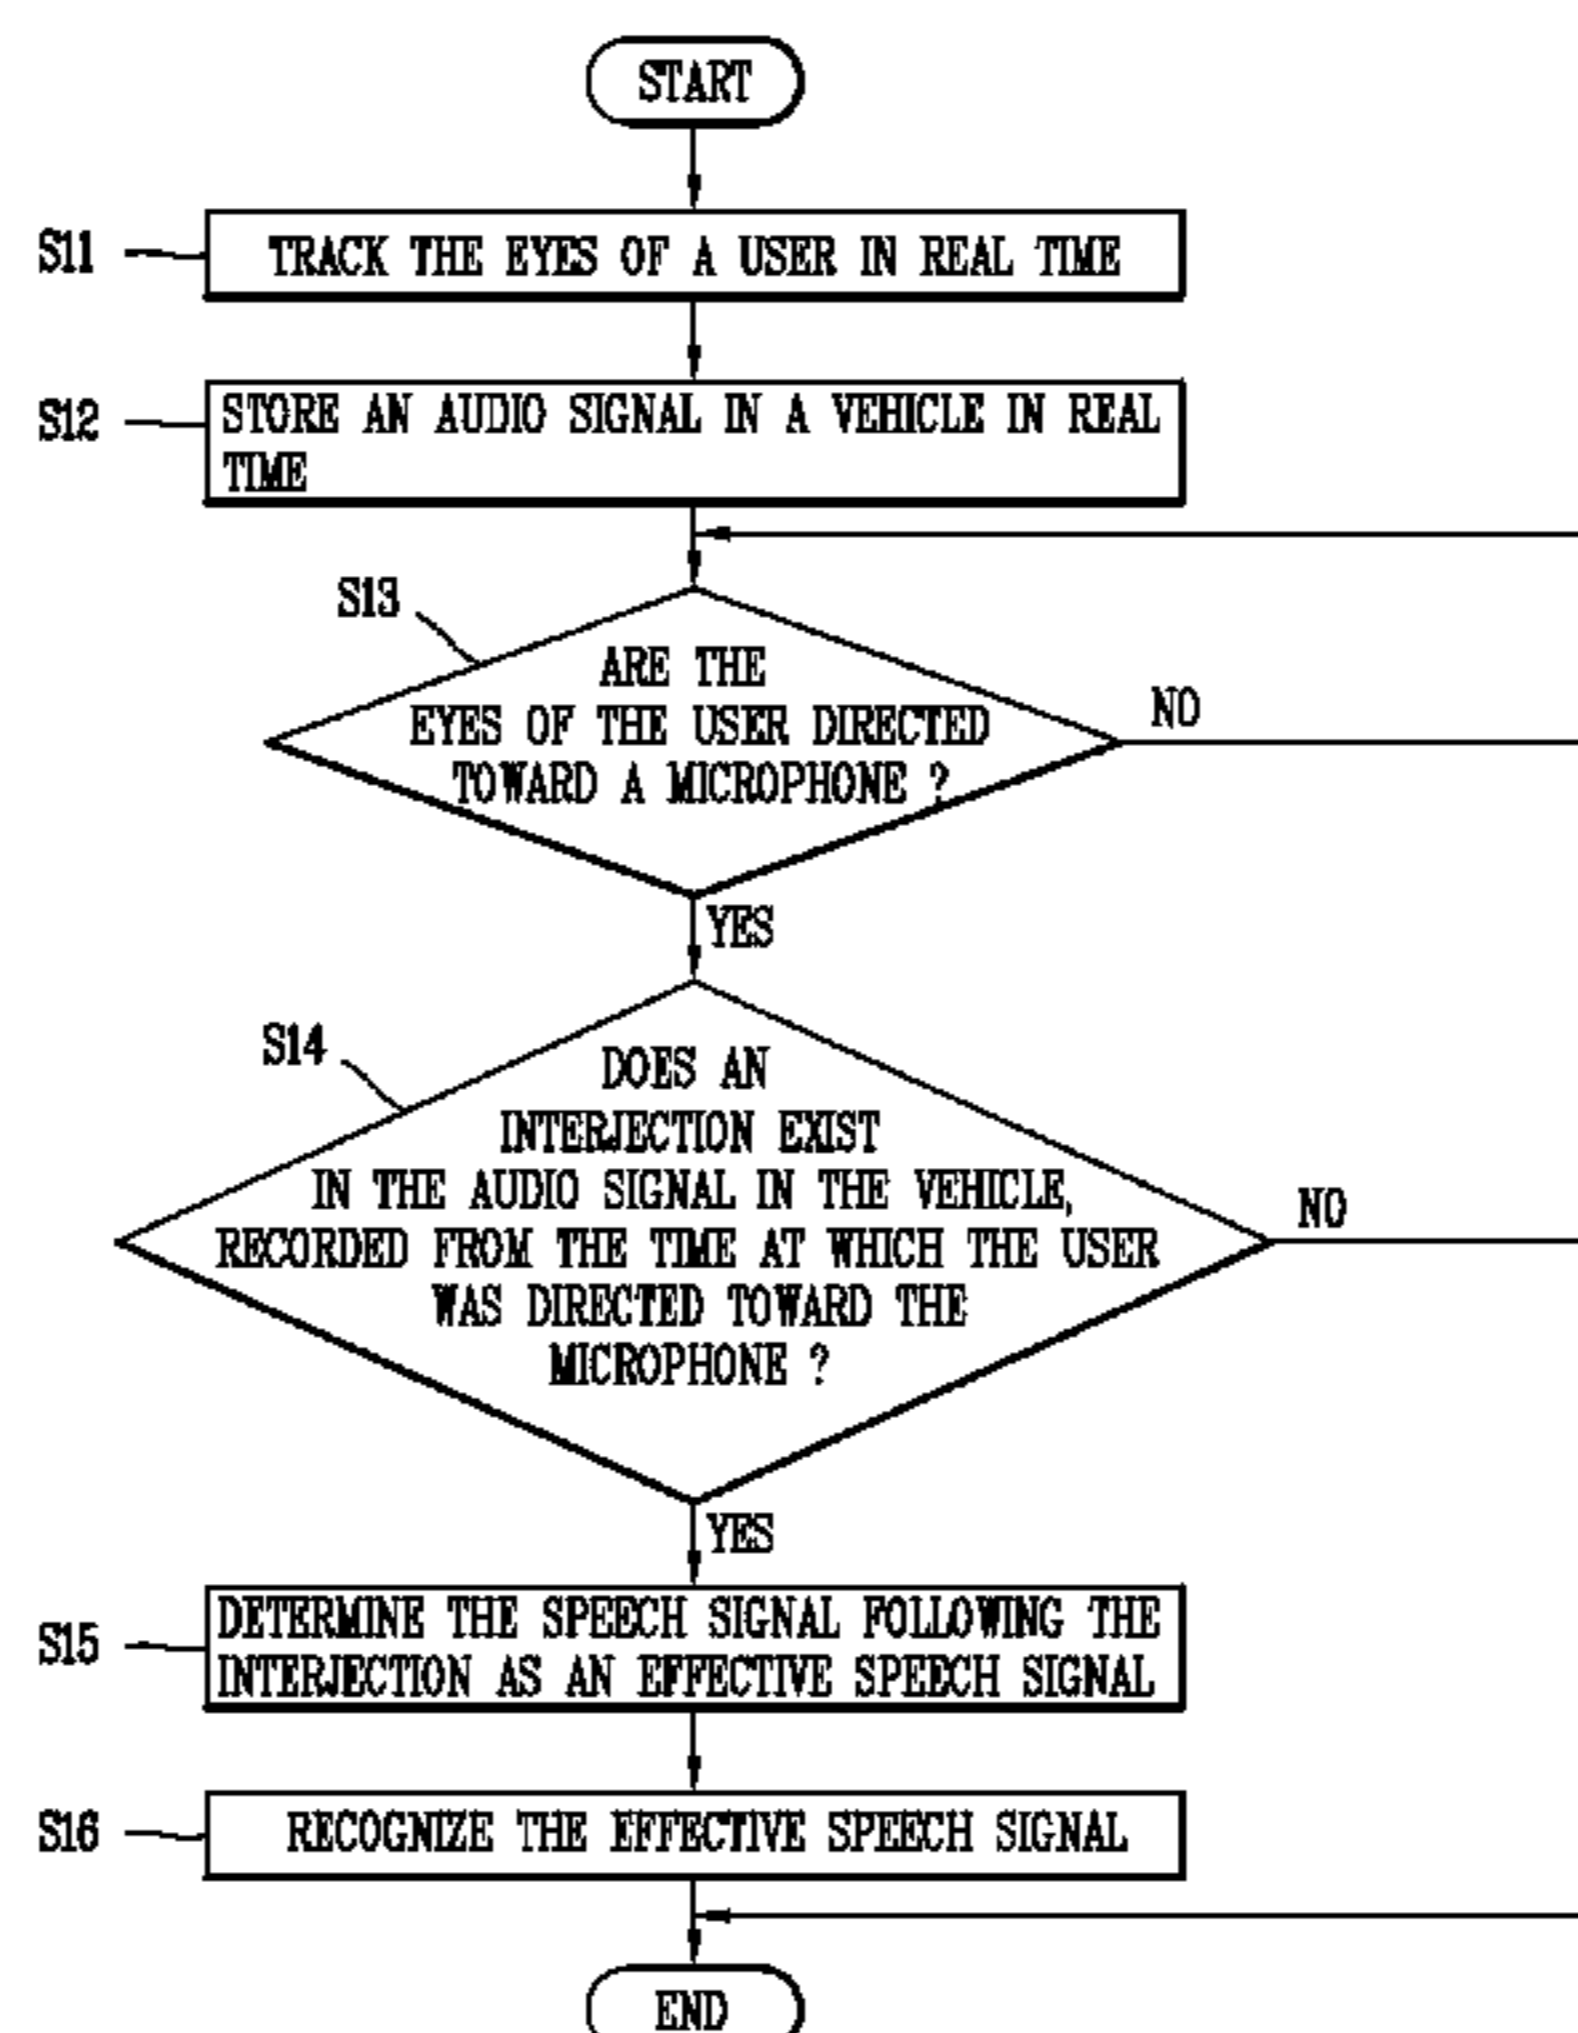 START
S11
TRACK THE EYES OF A USER IN REAL TIME
S12
STORE AN AUDIO SIGNAL IN A VEHICLE IN REAL
TIME
S13
ARE THE
EYES OF THE USER DIRECTED
TOWARD A MICROPHONE ?
NO
YES
S14
DOES AN
INTERJECTION EXIST
IN THE AUDIO SIGNAL IN THE VEHICLE,
RECORDED FROM THE TIME AT WHICH THE USER
WAS DIRECTED TOWARD THE
MICROPHONE ?
NO
YES
S15
DETERMINE THE SPEECH SIGNAL FOLLOWING THE
INTERJECTION AS AN EFFECTIVE SPEECH SIGNAL
S16
RECOGNIZE THE EFFECTIVE SPEECH SIGNAL
END